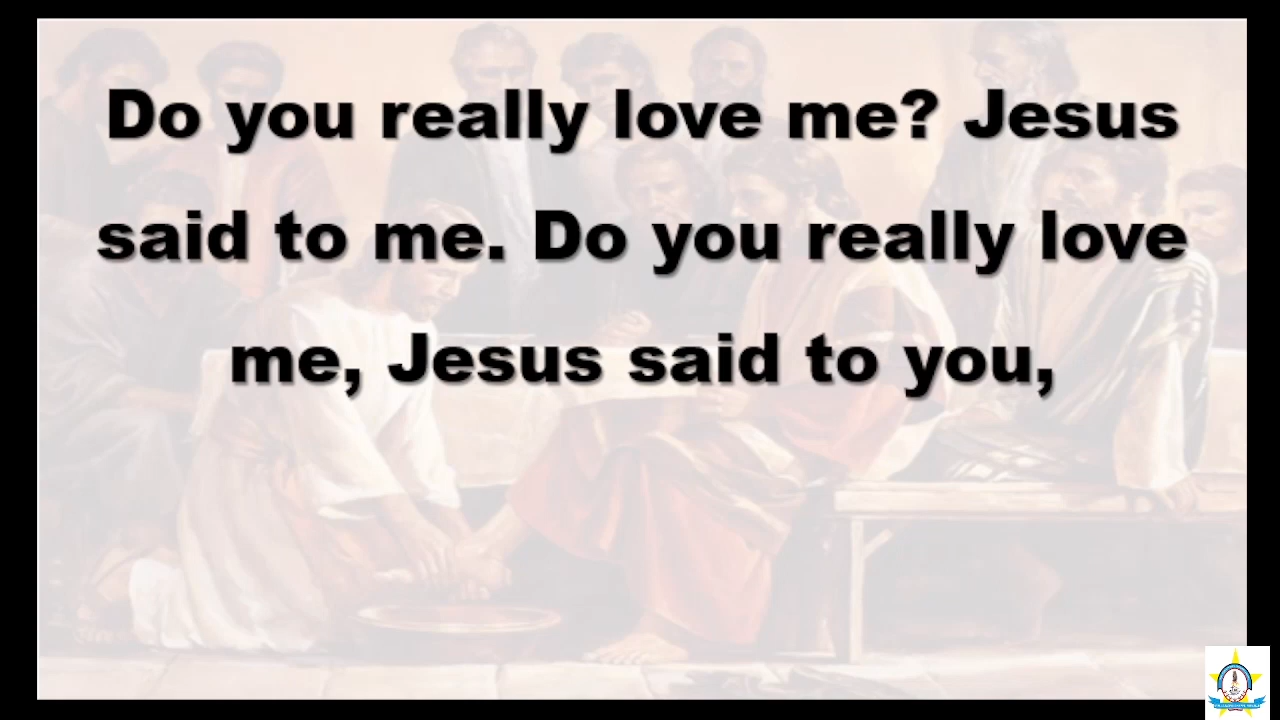 Do you really love me? Jesus
said to me. Do you really love
me, Jesus said to you,